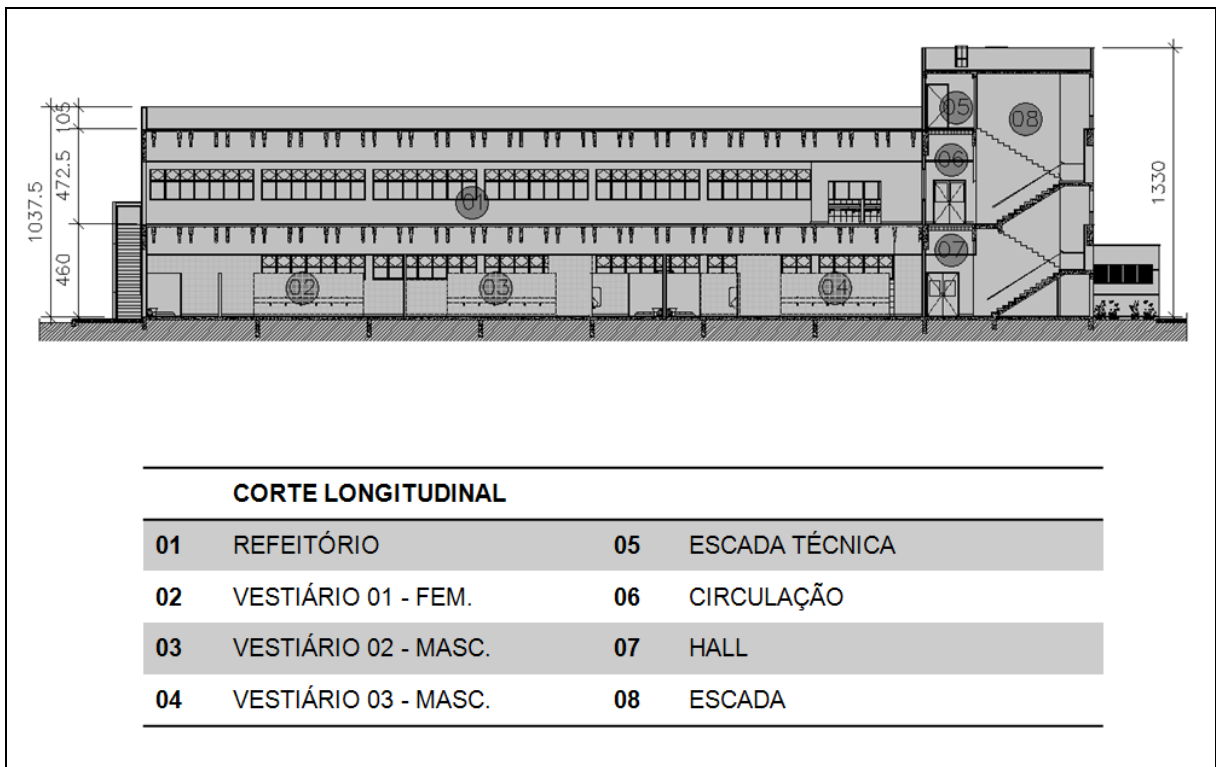 05
08
105
06
472.5
1330
01
1037.5
07
460
02
03
04
CORTE LONGITUDINAL
01 REFEITÓRIO 05 ESCADA TÉCNICA
02 VESTIÁRIO 01 - FEM. 06 CIRCULAÇÃO
03 VESTIÁRIO 02 - MASC. 07 HALL
04 VESTIÁRIO 03 - MASC. 08 ESCADA